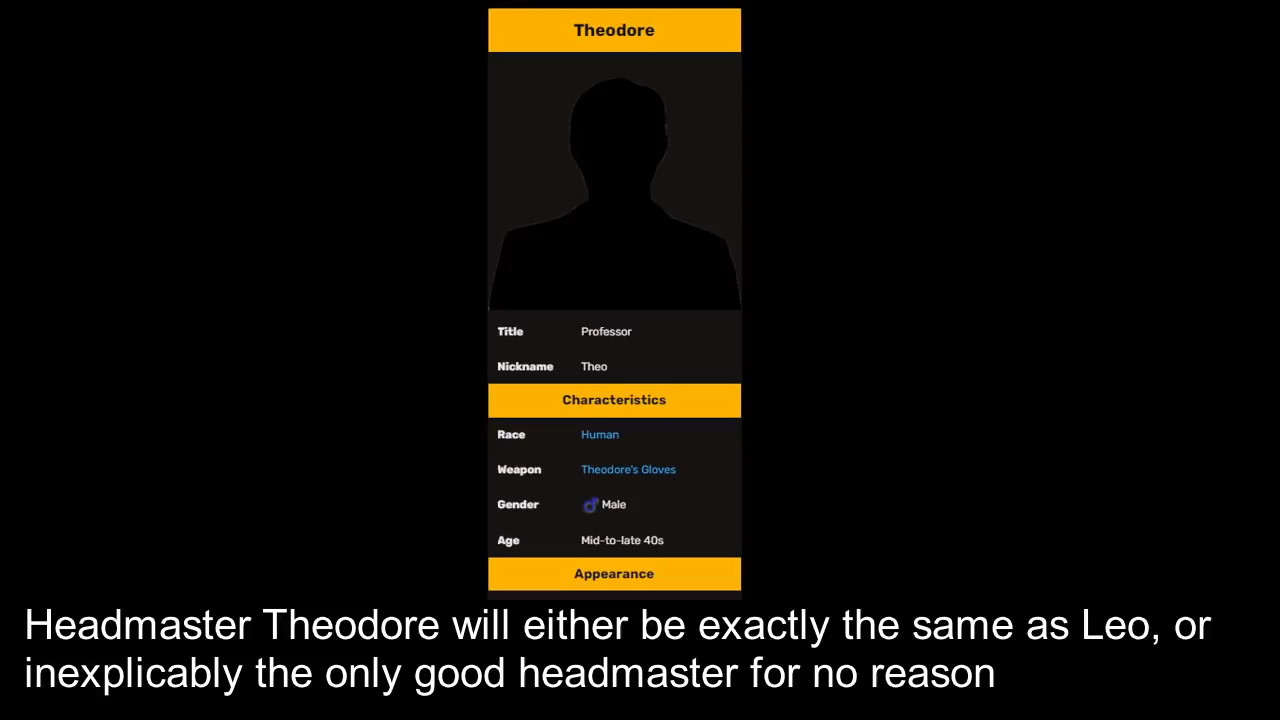 Theodore
Title Professor
Nickname Theo
Characteristics
Race Human
Weapon Theodore's Gloves
Gender Male
Age Mid-to-late 40s
Appearance
Headmaster Theodore will either be exactly the same as Leo, or
inexplicably the only good headmaster for no reason